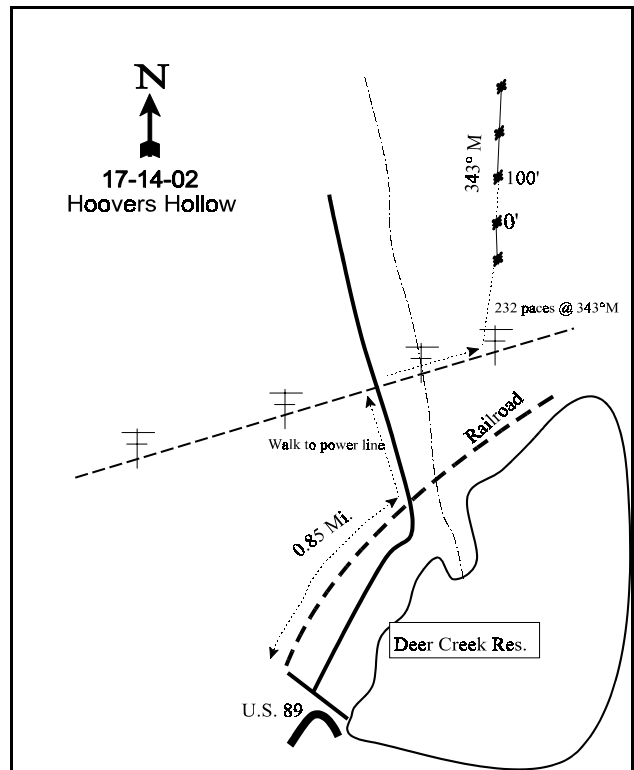 N
17-14-02
Hoovers Hollow
343° M
100'
0'
232 paces @ 343°M
Railroad
Walk to power line
0.85 Mi.
Deer Creek Res.
U.S. 89